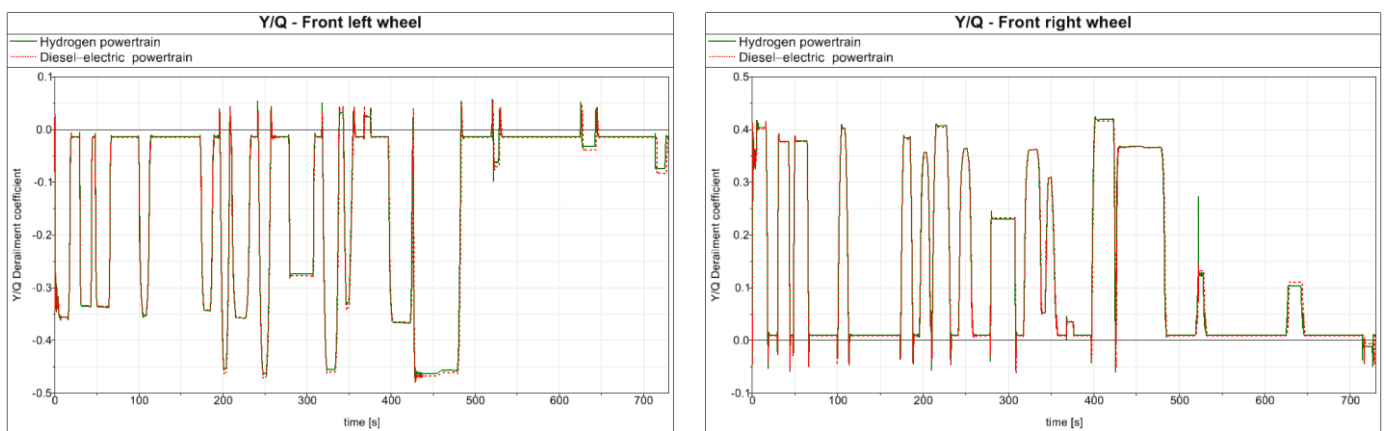 Y/Q - Front left wheel
Hydrogen powertrain
Diesel–electric powertrain
Y/Q Derailment coefficient
0.1
0.0
-0.1
-0.2
-0.3
-0.4
-0.5
0 100 200 300 400 500 600 700
time [s]
Y/Q - Front right wheel
Hydrogen powertrain
Diesel–electric powertrain
Y/Q Derailment coefficient
0.5
0.4
0.3
0.2
0.1
0.0
-0.1
0 100 200 300 400 500 600 700
time [s]